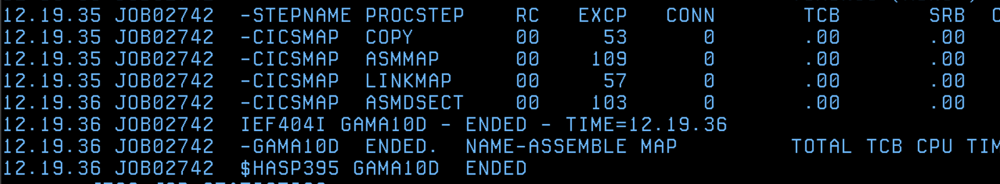 12.19.35 JOB02742  -STEPNAME PROCSTEP    RC    EXCP   CONN       TCB       SRB
12.19.35 JOB02742  -CICSMAP  COPY        00      53      0       .00       .00
12.19.35 JOB02742  -CICSMAP  ASMMAP      00     109      0       .00       .00
12.19.35 JOB02742  -CICSMAP  LINKMAP     00      57      0       .00       .00
12.19.36 JOB02742  -CICSMAP  ASMDSECT    00     103      0       .00       .00
12.19.36 JOB02742  IEF404I GAMA10D - ENDED - TIME=12.19.36
12.19.36 JOB02742  -GAMA10D  ENDED.  NAME-ASSEMBLE MAP         TOTAL TCB CPU TIM
12.19.36 JOB02742  $HASP395 GAMA10D  ENDED